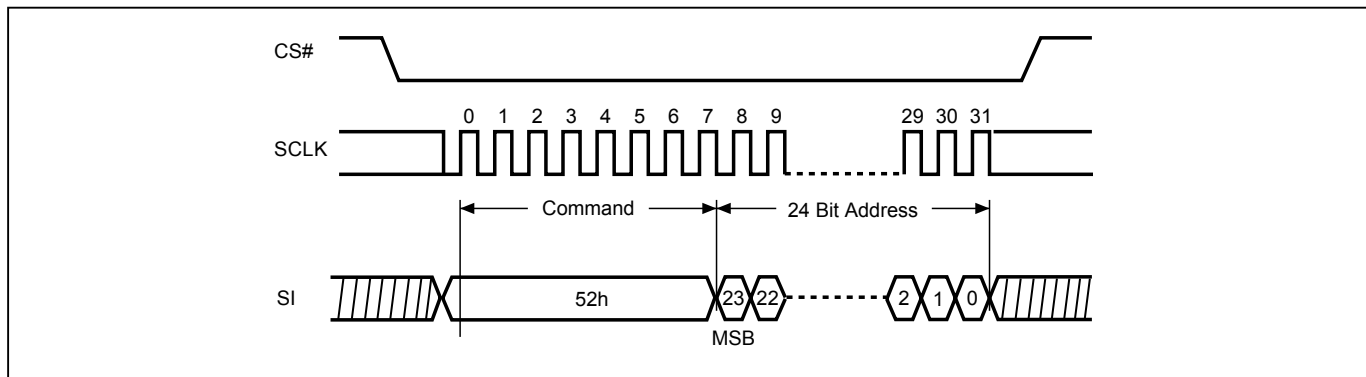 CS#
0 1 2 3 4 5 6 7 8 9 29 30 31
SCLK
Command 24 Bit Address
SI 52h 23 22 2 1 0
MSB